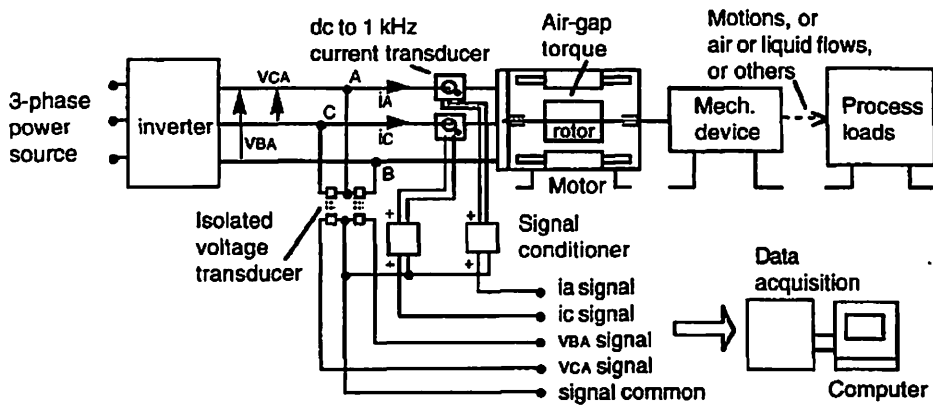 dc to 1 kHz
current transducer
Air-gap
torque
Motions, or
air or liquid flows,
or others
3-phase
power
source
inverter
VCA
A
iA
C
iC
VBA
B
rotor
Motor
Mech.
device
Process
loads
Isolated
voltage
transducer
+
+
+
+
Signal
conditioner
Data
acquisition
ia signal
ic signal
VBA signal
VCA signal
signal common
Computer